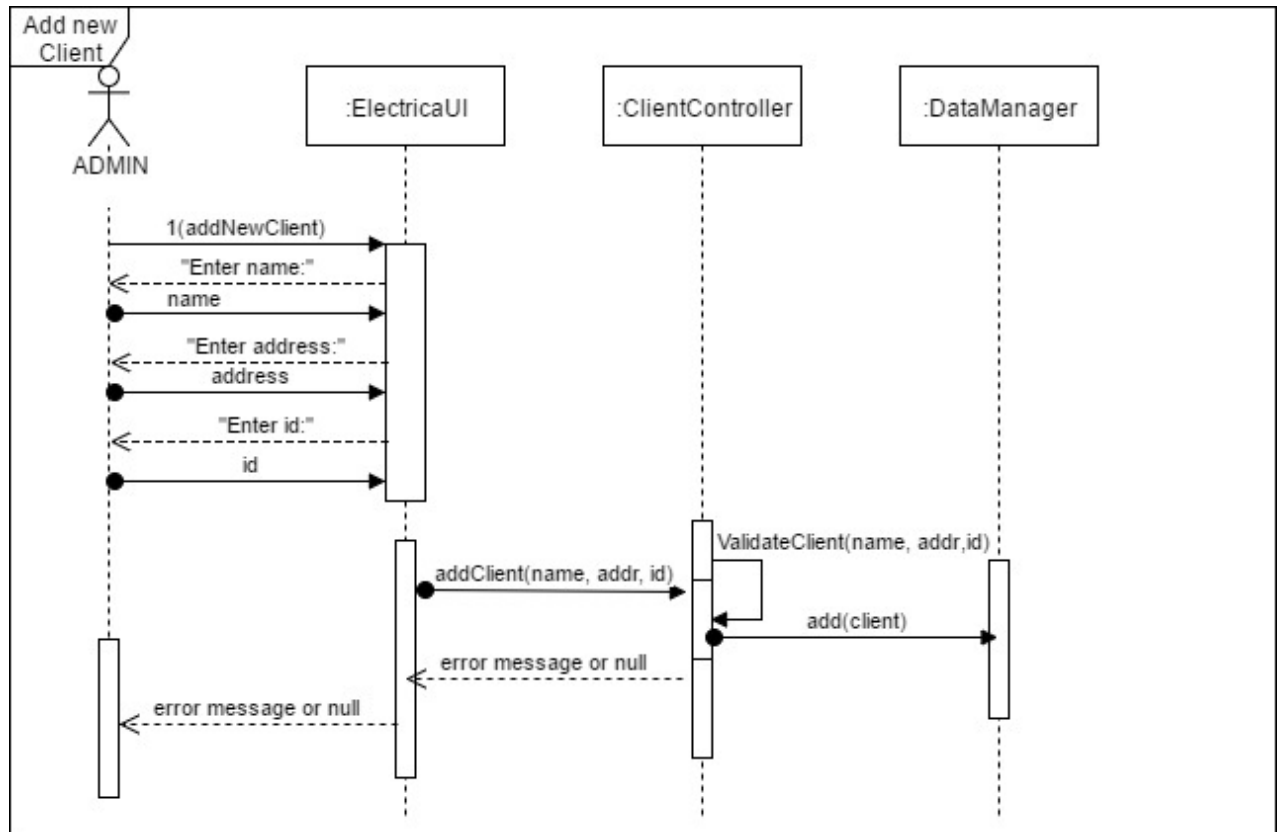 Add new
Client
ADMIN
:ElectricaUI
:ClientController
:DataManager
1(addNewClient)
"Enter name:"
name
"Enter address:"
address
"Enter id:"
id
ValidateClient(name, addr,id)
addClient(name, addr, id)
add(client)
error message or null
error message or null